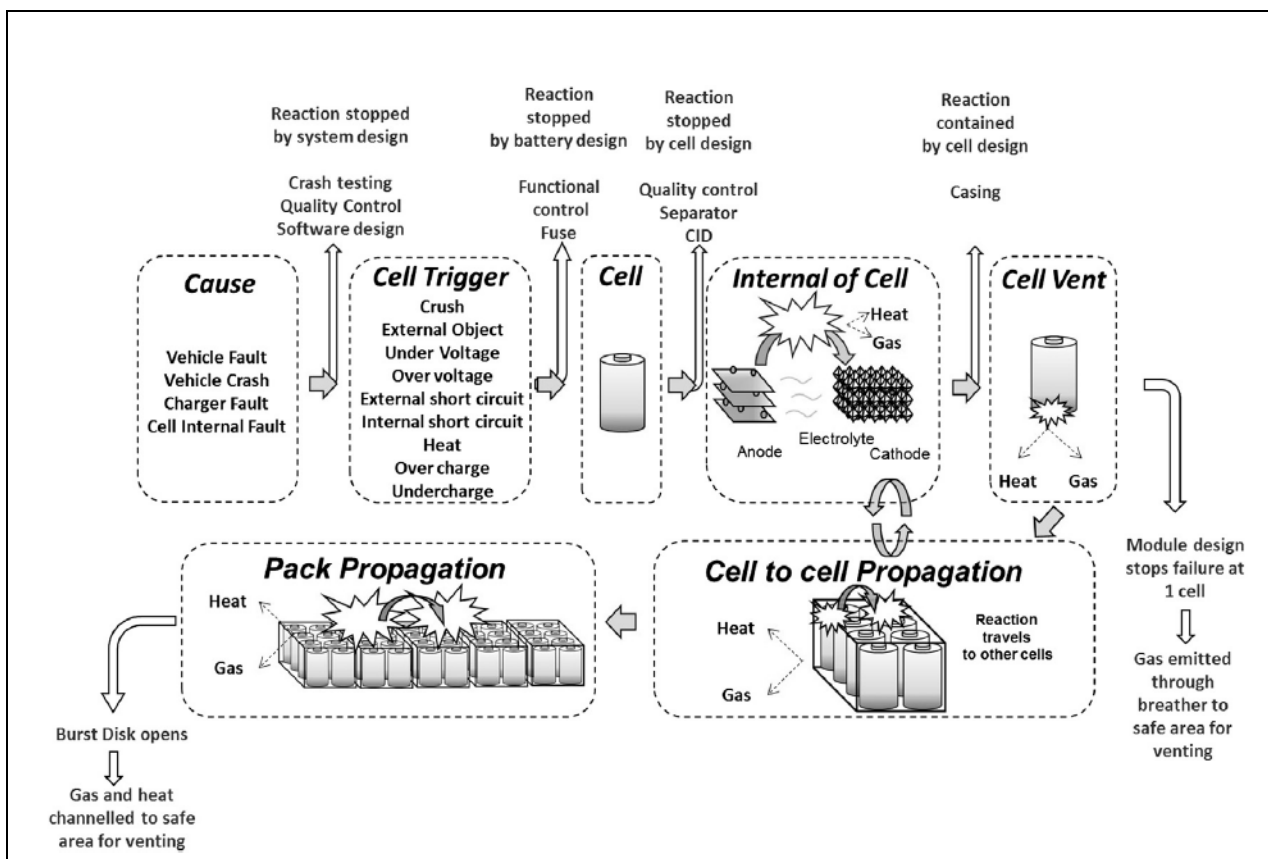 Reaction stopped
by system design
Crash testing
Quality Control
Software design
Reaction
stopped
by battery design
Functional
control
Fuse
Reaction
stopped
by cell design
Quality control
Separator
CID
Reaction
contained
by cell design
Casing
Cause
Vehicle Fault
Vehicle Crash
Charger Fault
Cell Internal Fault
Cell Trigger
Crush
External Object
Under Voltage
Over voltage
External short circuit
Internal short circuit
Heat
Over charge
Undercharge
Cell
Internal of Cell
Heat
Gas
Anode
Electrolyte
Cathode
Cell Vent
Heat
Gas
Module design
stops failure at
1 cell
Gas emitted
through
breather to
safe area for
venting
Cell to cell Propagation
Heat
Gas
Reaction
travels
to other cells
Pack Propagation
Heat
Gas
Burst Disk opens
Gas and heat
channelled to safe
area for venting